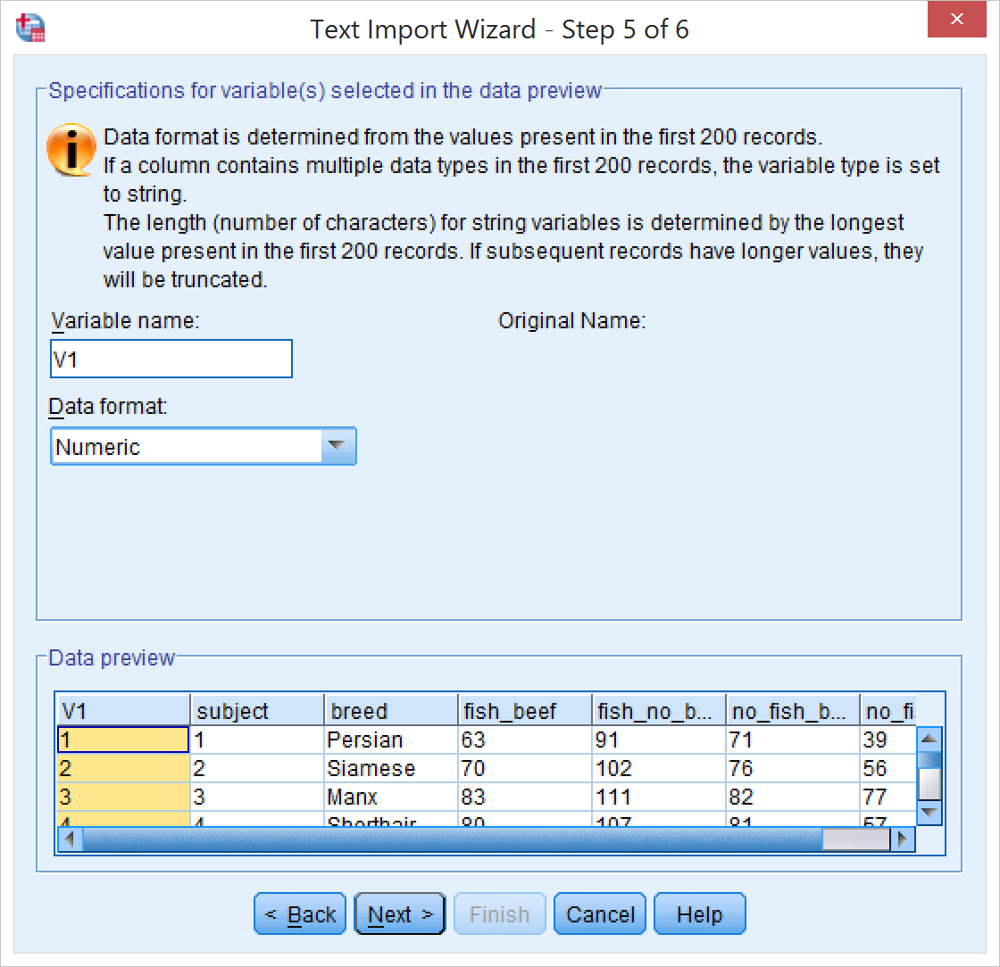 Text Import Wizard - Step 5 of 6
Specifications for variable(s) selected in the data preview
Data format is determined from the values present in the first 200 records.
If a column contains multiple data types in the first 200 records, the variable type is set
to string.
The length (number of characters) for string variables is determined by the longest
value present in the first 200 records. If subsequent records have longer values, they
will be truncated.
Variable name: Original Name:
V1
Data format:
Numeric
Data preview
V1 subject breed fish_beef fish_no_b... no_fish_b... no_fi
1 1 Persian 63 91 71 39
2 2 Siamese 70 102 76 56
3 3 Manx 83 111 82 77
4 4 Shorthair 80 107 81 57
< Back Next > Finish Cancel Help